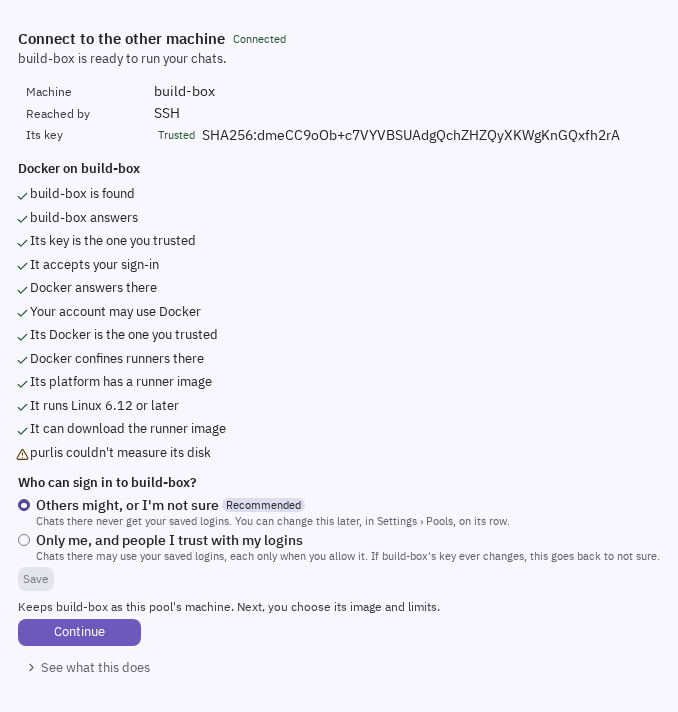 Connect to the other machine Connected
build-box is ready to run your chats.
Machine build-box
Reached by SSH
Its key Trusted SHA256:dmeCC9oOb+c7VYVBSUAdgQchZHZQyXKWgKnGQxfh2rA
Docker on build-box
build-box is found
build-box answers
Its key is the one you trusted
It accepts your sign-in
Docker answers there
Your account may use Docker
Its Docker is the one you trusted
Docker confines runners there
Its platform has a runner image
It runs Linux 6.12 or later
It can download the runner image
purlis couldn't measure its disk
Who can sign in to build-box?
Others might, or I'm not sure Recommended
Chats there never get your saved logins. You can change this later, in Settings › Pools, on its row.
Only me, and people I trust with my logins
Chats there may use your saved logins, each only when you allow it. If build-box's key ever changes, this goes back to not sure.
Save
Keeps build-box as this pool's machine. Next, you choose its image and limits.
Continue
See what this does